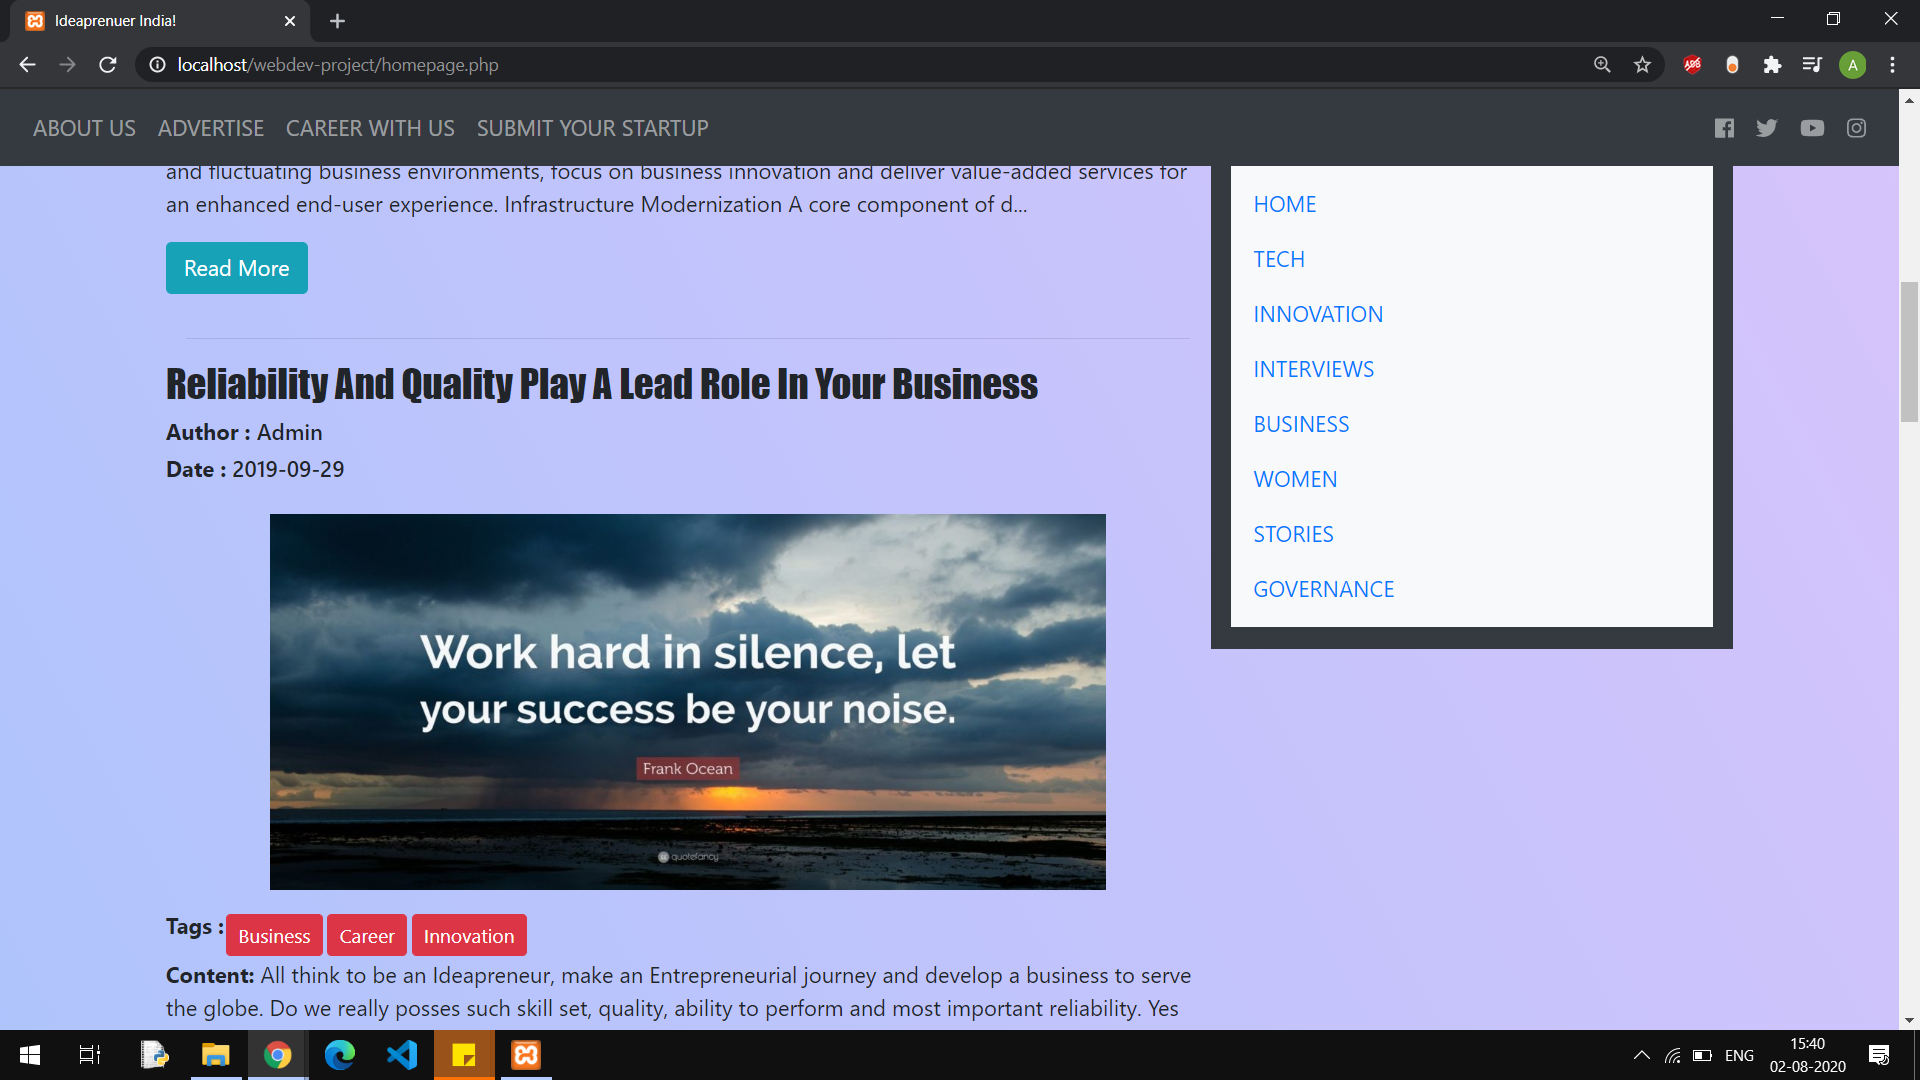 Ideaprenuer India!
localhost/webdev-project/homepage.php
A
ABOUT US ADVERTISE CAREER WITH US SUBMIT YOUR STARTUP
and fluctuating business environments, focus on business innovation and deliver value-added services for
an enhanced end-user experience. Infrastructure Modernization A core component of d...
Read More
Reliability And Quality Play A Lead Role In Your Business
Author : Admin
Date : 2019-09-29
Work hard in silence, let
your success be your noise.
Frank Ocean
quotefancy
Tags : Business Career Innovation
Content: All think to be an Ideapreneur, make an Entrepreneurial journey and develop a business to serve
the globe. Do we really posses such skill set, quality, ability to perform and most important reliability. Yes
HOME
TECH
INNOVATION
INTERVIEWS
BUSINESS
WOMEN
STORIES
GOVERNANCE
ENG
15:40
02-08-2020